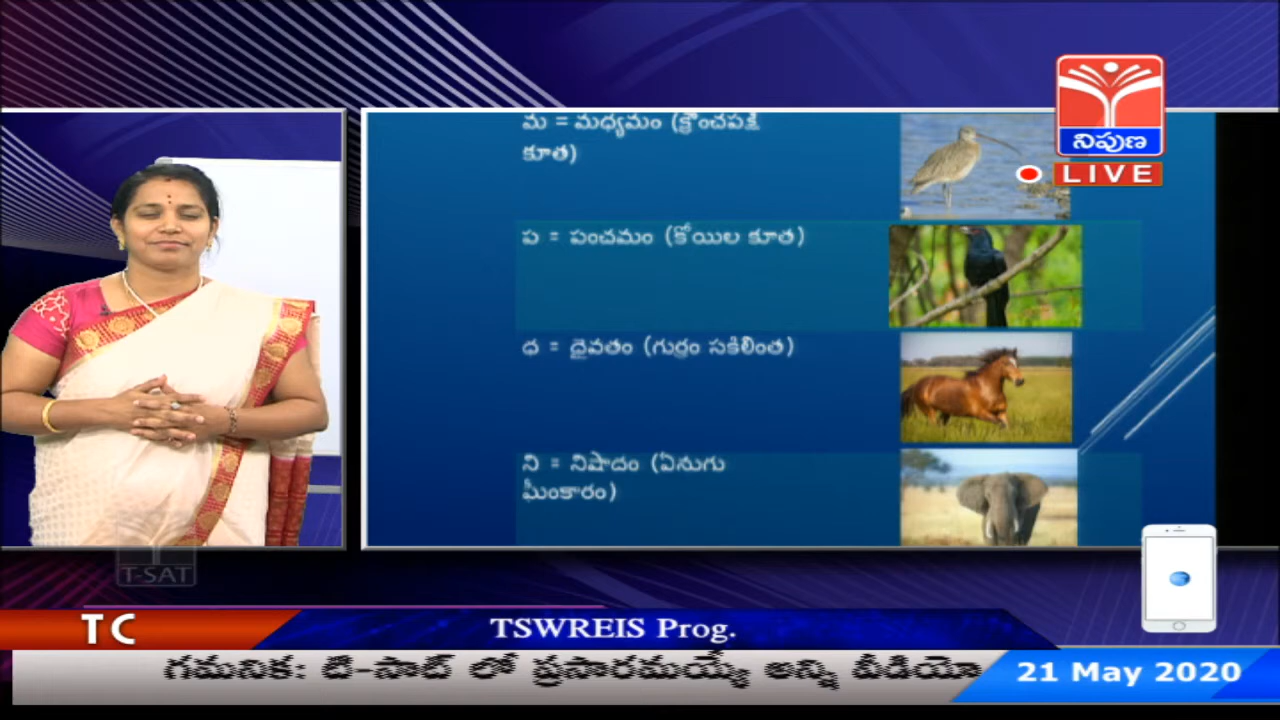 మ = మధ్యమం (క్రౌంచపక్షి
కూత)
నిపుణ
LIVE
ప = పంచమం (కోయిల కూత)
ధ = దైవతం (గుర్రం సకిలింత)
ని = నిషాదం (ఏనుగు
ఘీంకారం)
T-SAT
TC
TSWREIS Prog.
గమనిక: టి-సాట్ లో ప్రసారమయ్యే అన్ని వీడియో
21 May 2020